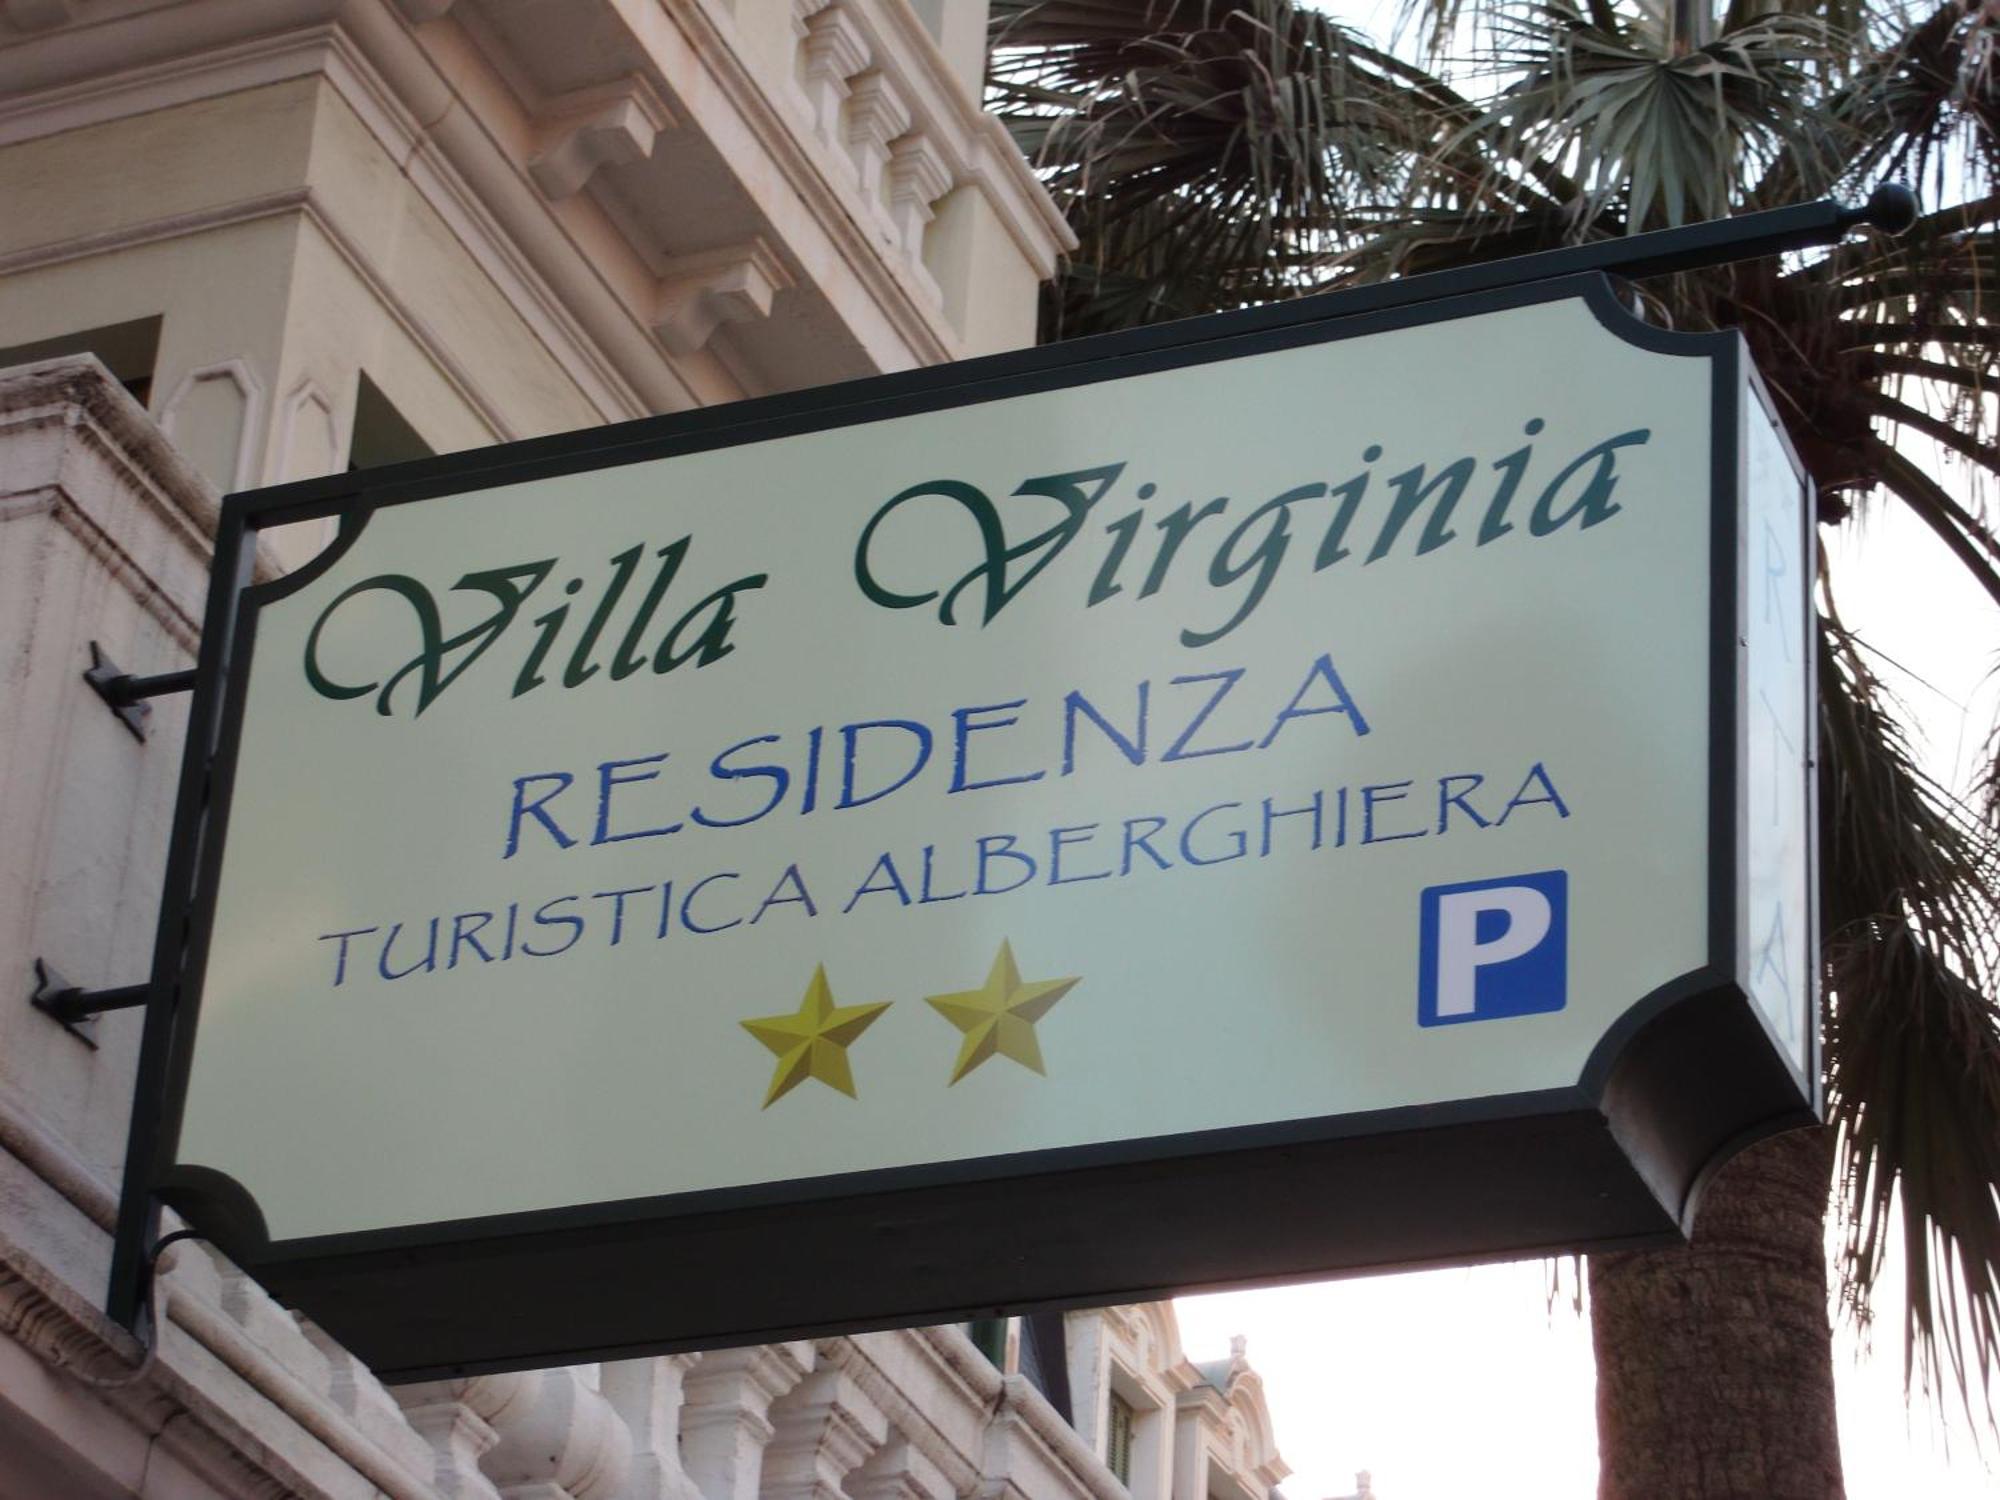 Villa Virginia
RESIDENZA
TURISTICA ALBERGHIERA
P